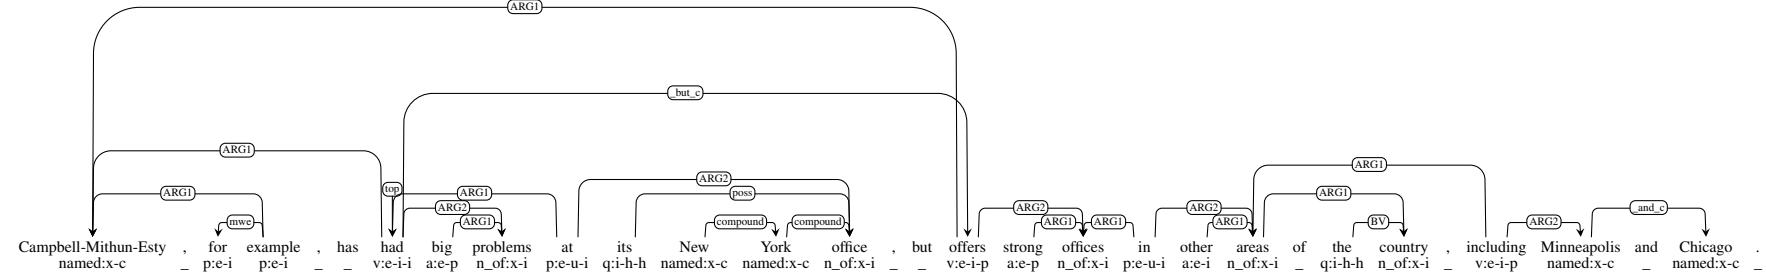 ARG1
_but_c
ARG1
ARG1
ARG2
top
ARG1
ARG1
poss
ARG1
ARG2
ARG2
ARG2
_and_c
mwe
ARG1
compound
compound
ARG1
ARG1
ARG1
BV
ARG2
Campbell-Mithun-Esty , for example , has had big problems at its New York office , but offers strong offices in other areas of the country , including Minneapolis and Chicago .
named:x-c _ p:e-i p:e-i _ _ v:e-i-i a:e-p n_of:x-i p:e-u-i q:i-h-h named:x-c named:x-c n_of:x-i _ _ v:e-i-p a:e-p n_of:x-i p:e-u-i a:e-i n_of:x-i _ q:i-h-h n_of:x-i _ v:e-i-p named:x-c _ named:x-c _